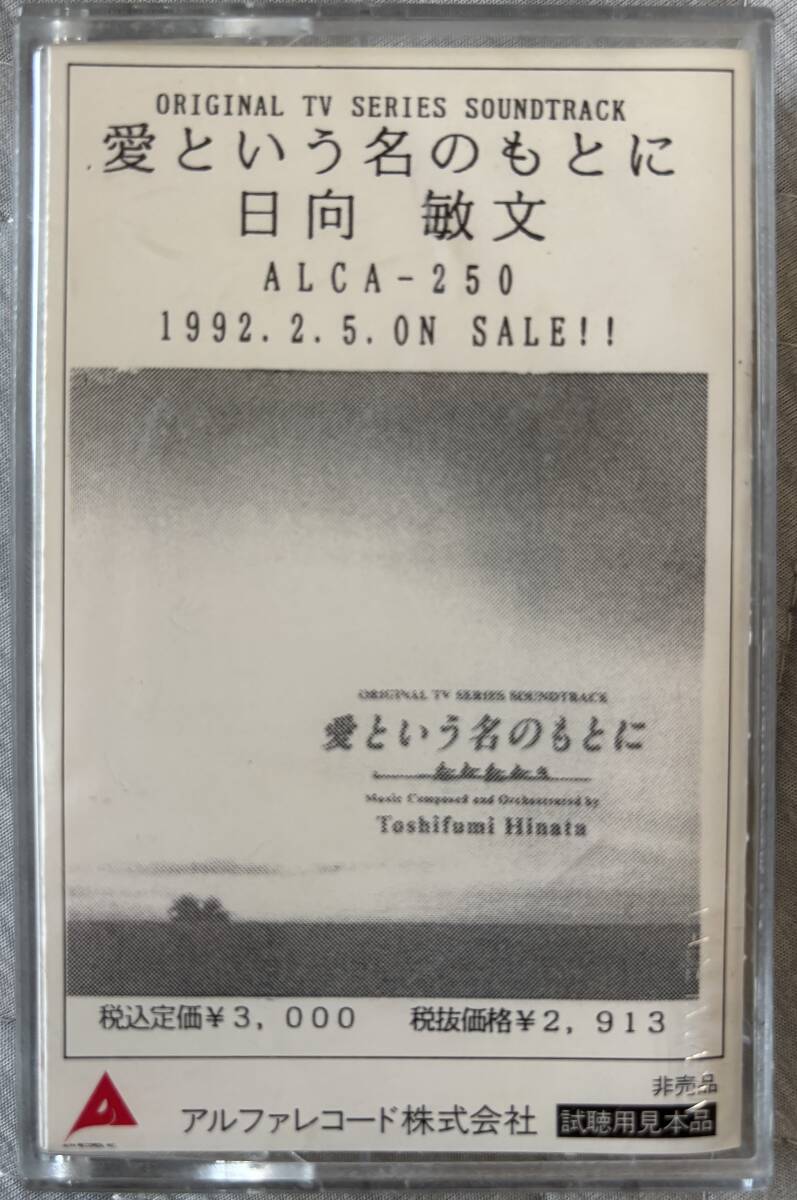 ORIGINAL TV SERIES SOUNDTRACK
愛という名のもとに
日向 敏文
ALCA-250
1992.2.5.ON SALE!!
ORIGINAL TV SERIES SOUNDTRACK
愛という名のもとに
Music Composed and Orchestrated by
Toshifumi Hinata
税込定価¥3,000 税抜価格¥2,913
非売品
アルファレコード株式会社 試聴用見本品